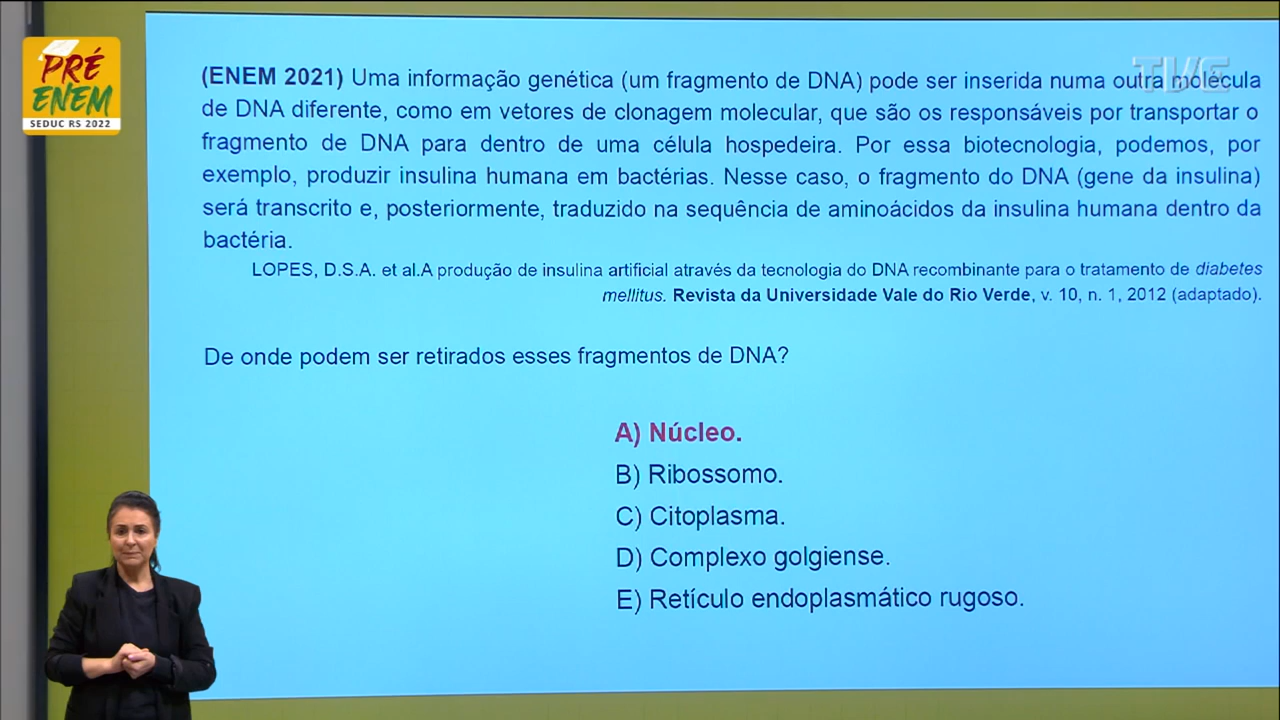 PRÉ
ENEM
SEDUC RS 2022
TVE
(ENEM 2021) Uma informação genética (um fragmento de DNA) pode ser inserida numa outra molécula
de DNA diferente, como em vetores de clonagem molecular, que são os responsáveis por transportar o
fragmento de DNA para dentro de uma célula hospedeira. Por essa biotecnologia, podemos, por
exemplo, produzir insulina humana em bactérias. Nesse caso, o fragmento do DNA (gene da insulina)
será transcrito e, posteriormente, traduzido na sequência de aminoácidos da insulina humana dentro da
bactéria.
LOPES, D.S.A. et al.A produção de insulina artificial através da tecnologia do DNA recombinante para o tratamento de diabetes
mellitus. Revista da Universidade Vale do Rio Verde, v. 10, n. 1, 2012 (adaptado).
De onde podem ser retirados esses fragmentos de DNA?
A) Núcleo.
B) Ribossomo.
C) Citoplasma.
D) Complexo golgiense.
E) Retículo endoplasmático rugoso.